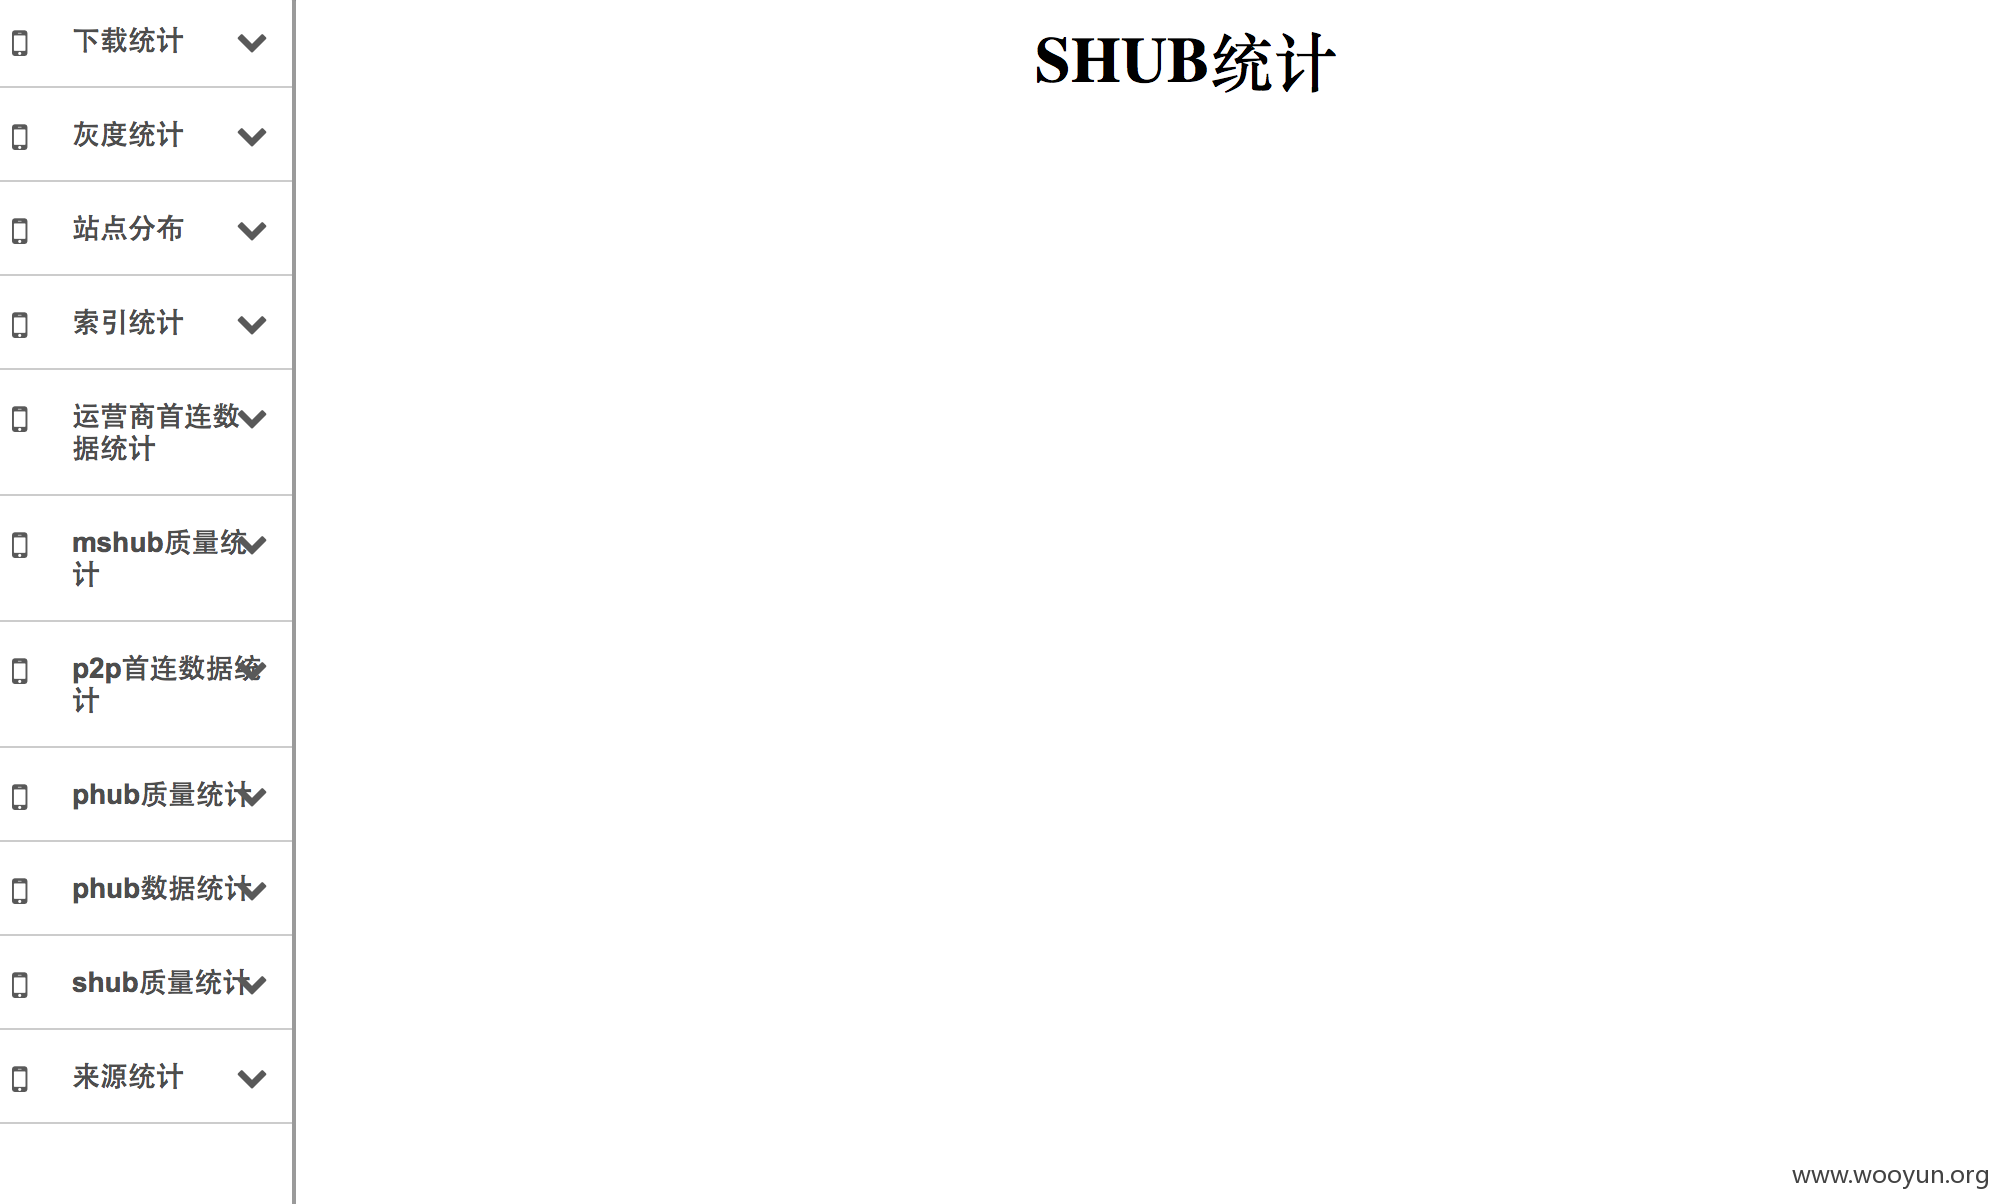 下载统计
SHUB统计
灰度统计
站点分布
索引统计
运营商首连数
据统计
mshub质量统
计
p2p首连数据统
计
phub质量统计
phub数据统计
shub质量统计
来源统计
www.wooyun.org